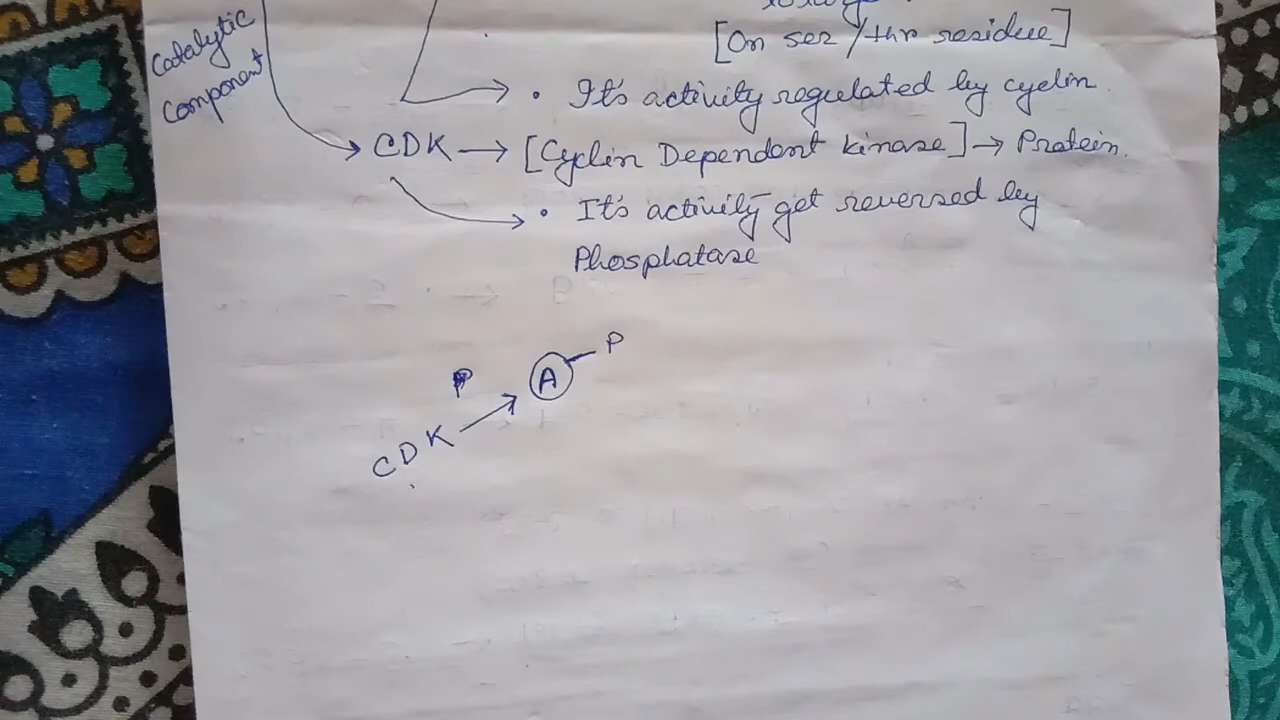 [On ser/thr residue]
Catalytic
Component
• It's activity regulated by cyclin.
CDK → [Cyclin Dependent kinase] → Protein.
• It's activity get reversed by
Phosphatase
P
A
P
CDK